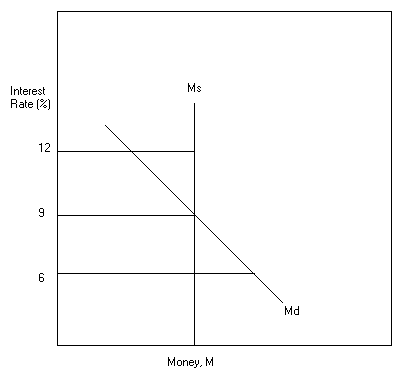 Interest
Rate (%)
Ms
12
9
6
Md
Money, M